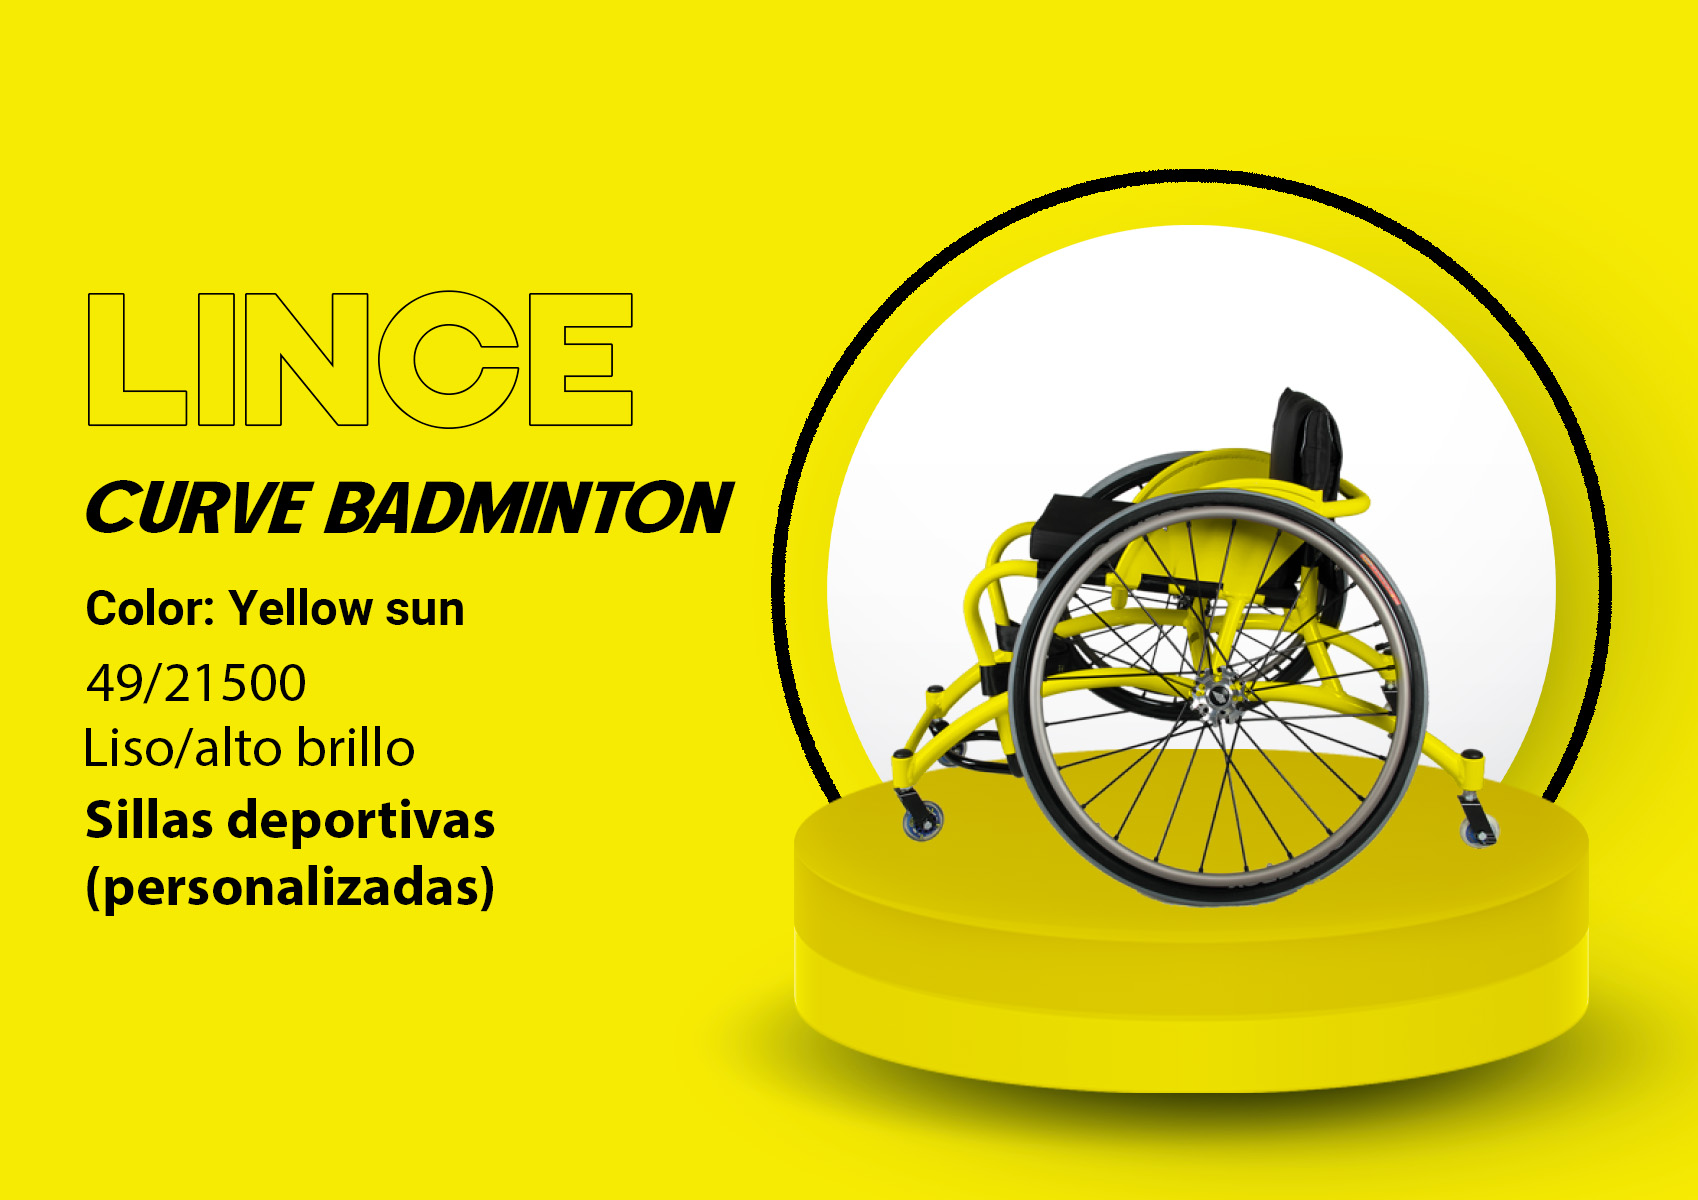 LINCE
CURVE BADMINTON
Color: Yellow sun
49/21500
Liso/alto brillo
Sillas deportivas
(personalizadas)